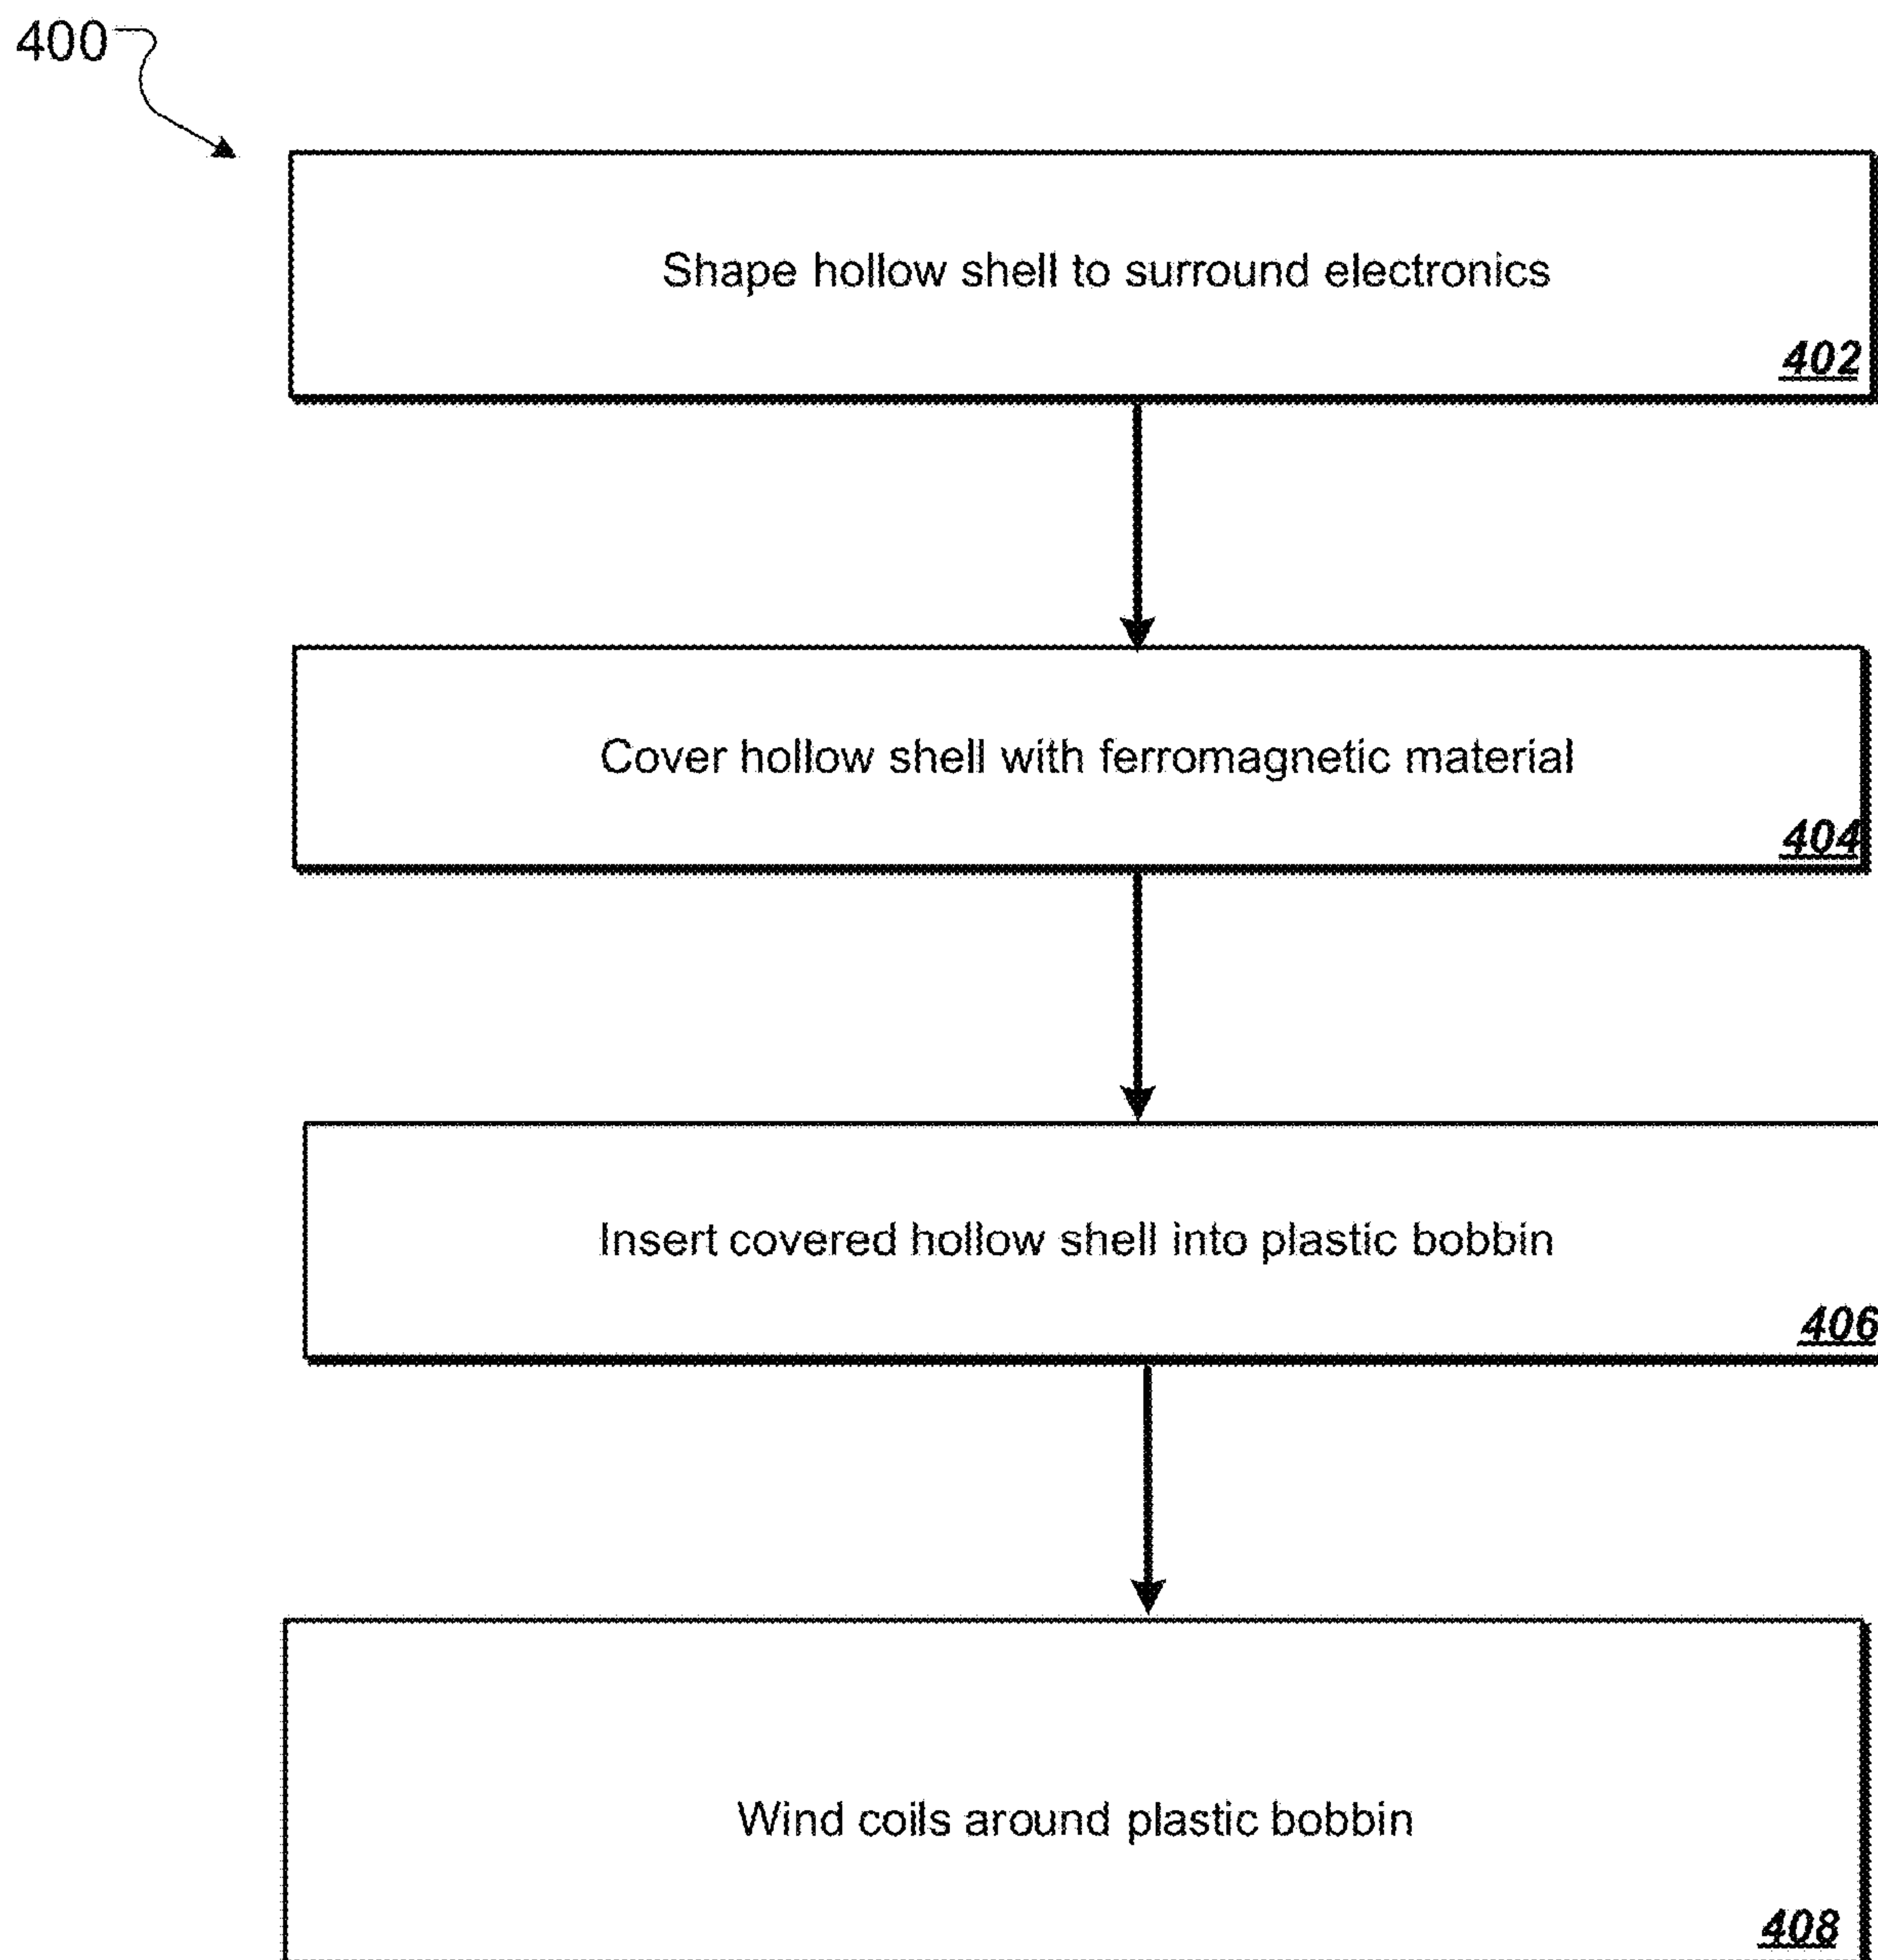 400
Shape hollow shell to surround electronics
402
Cover hollow shell with ferromagnetic material
404
Insert covered hollow shell into plastic bobbin
406
Wind coils around plastic bobbin
408